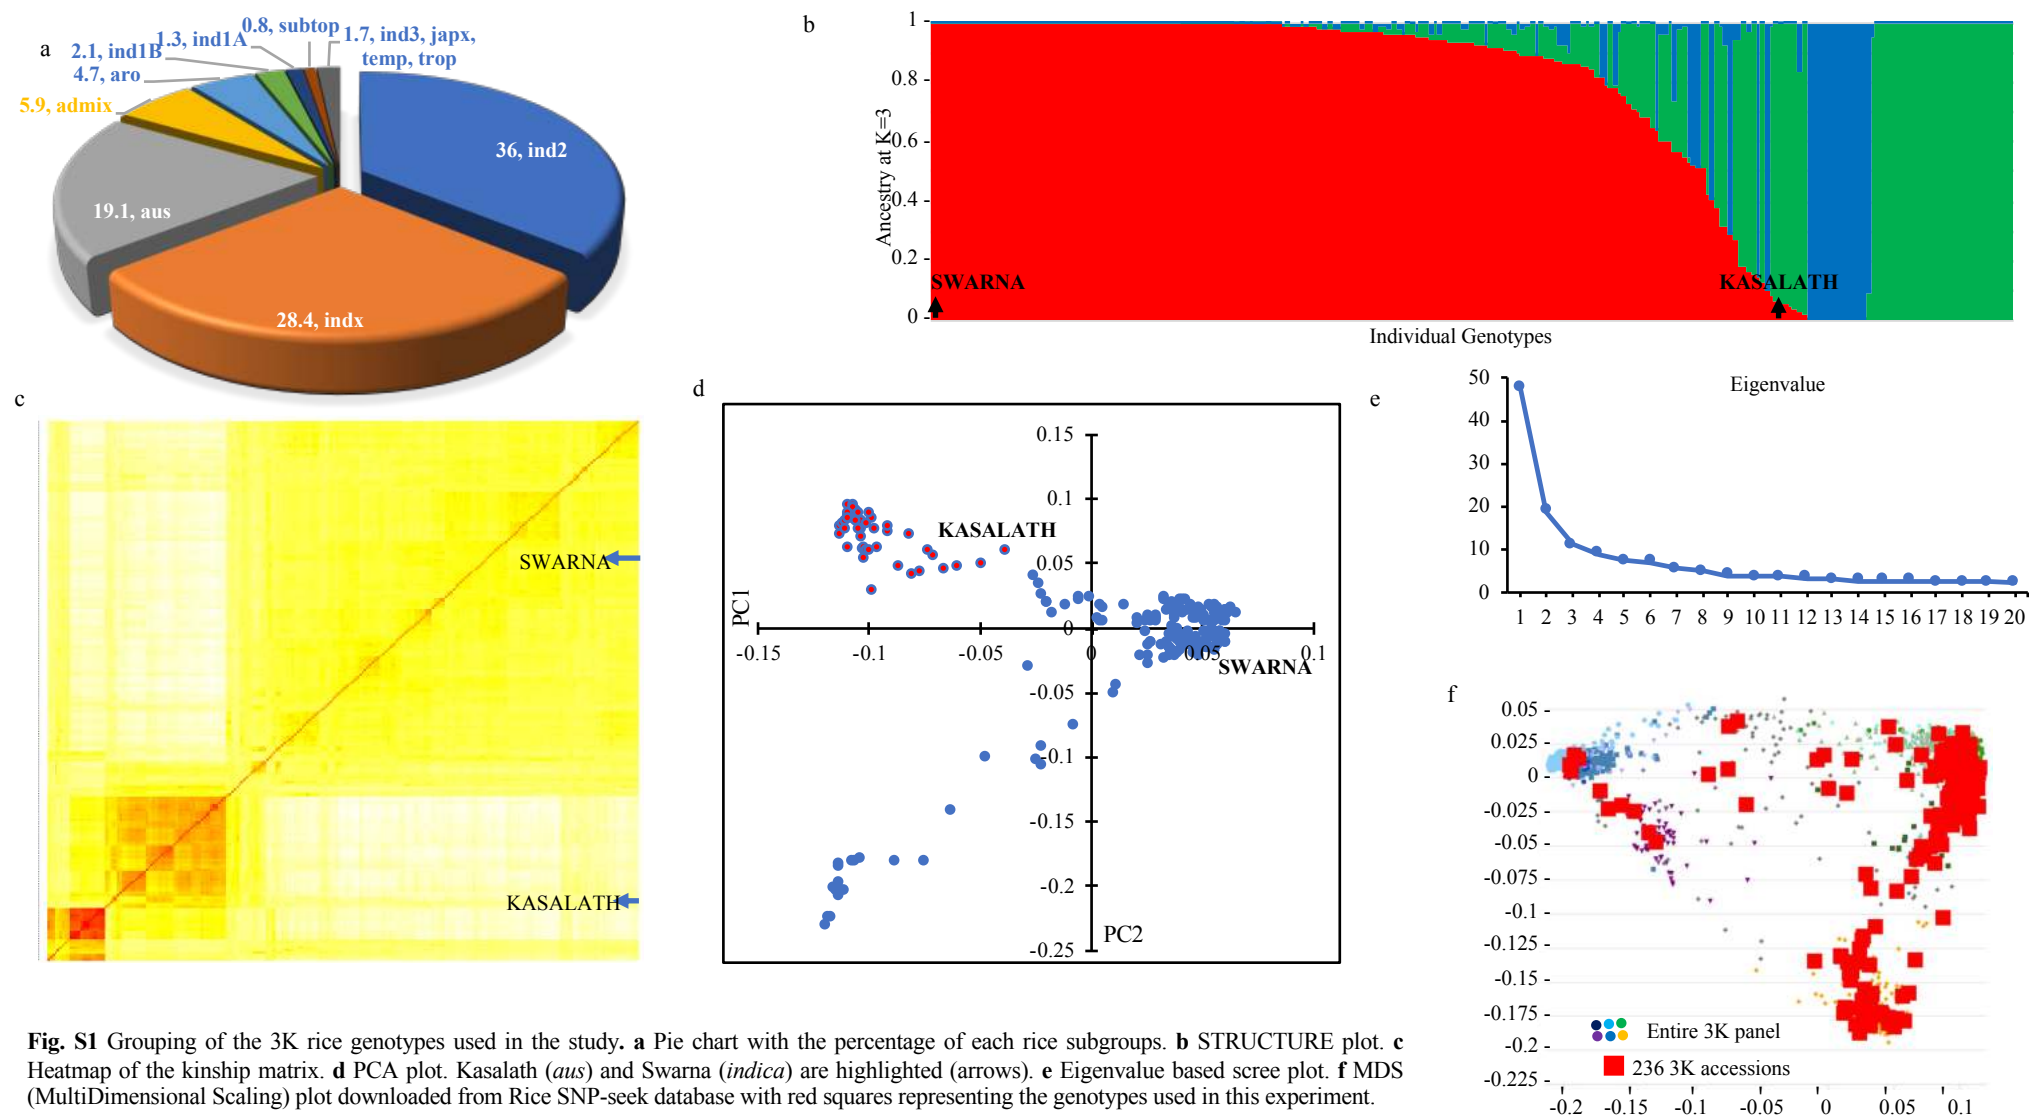 a
0.8, subtop
1.3, ind1A
1.7, ind3, japx,
temp, trop
2.1, ind1B
4.7, aro
5.9, admix
36, ind2
19.1, aus
28.4, indx
b
Ancestry at K=3
1
0.8
0.6
0.4
0.2
0
SWARNA
KASALATH
Individual Genotypes
c
SWARNA
KASALATH
d
0.15
0.1
0.05
0
-0.05
-0.1
-0.15
-0.2
-0.25
-0.15
-0.1
-0.05
0
0.05
0.1
PC1
PC2
KASALATH
SWARNA
e
Eigenvalue
50
40
30
20
10
0
1 2 3 4 5 6 7 8 9 10 11 12 13 14 15 16 17 18 19 20
f
0.05
0.025
0
-0.025
-0.05
-0.075
-0.1
-0.125
-0.15
-0.175
-0.2
-0.225
Entire 3K panel
236 3K accessions
-0.2 -0.15 -0.1 -0.05 0 0.05 0.1
Fig. S1 Grouping of the 3K rice genotypes used in the study. a Pie chart with the percentage of each rice subgroups. b STRUCTURE plot. c
Heatmap of the kinship matrix. d PCA plot. Kasalath (aus) and Swarna (indica) are highlighted (arrows). e Eigenvalue based scree plot. f MDS
(MultiDimensional Scaling) plot downloaded from Rice SNP-seek database with red squares representing the genotypes used in this experiment.